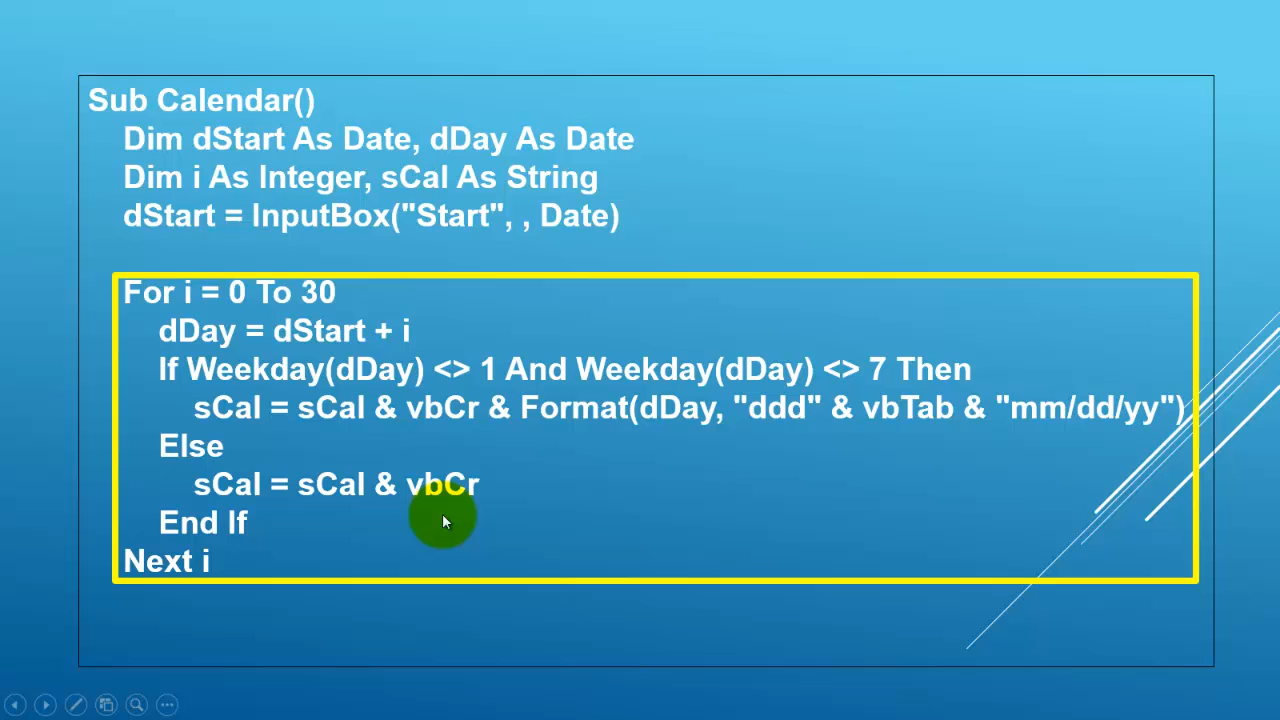 Sub Calendar()
Dim dStart As Date, dDay As Date
Dim i As Integer, sCal As String
dStart = InputBox("Start", , Date)
For i = 0 To 30
dDay = dStart + i
If Weekday(dDay) <> 1 And Weekday(dDay) <> 7 Then
sCal = sCal & vbCr & Format(dDay, "ddd" & vbTab & "mm/dd/yy")
Else
sCal = sCal & vbCr
End If
Next i